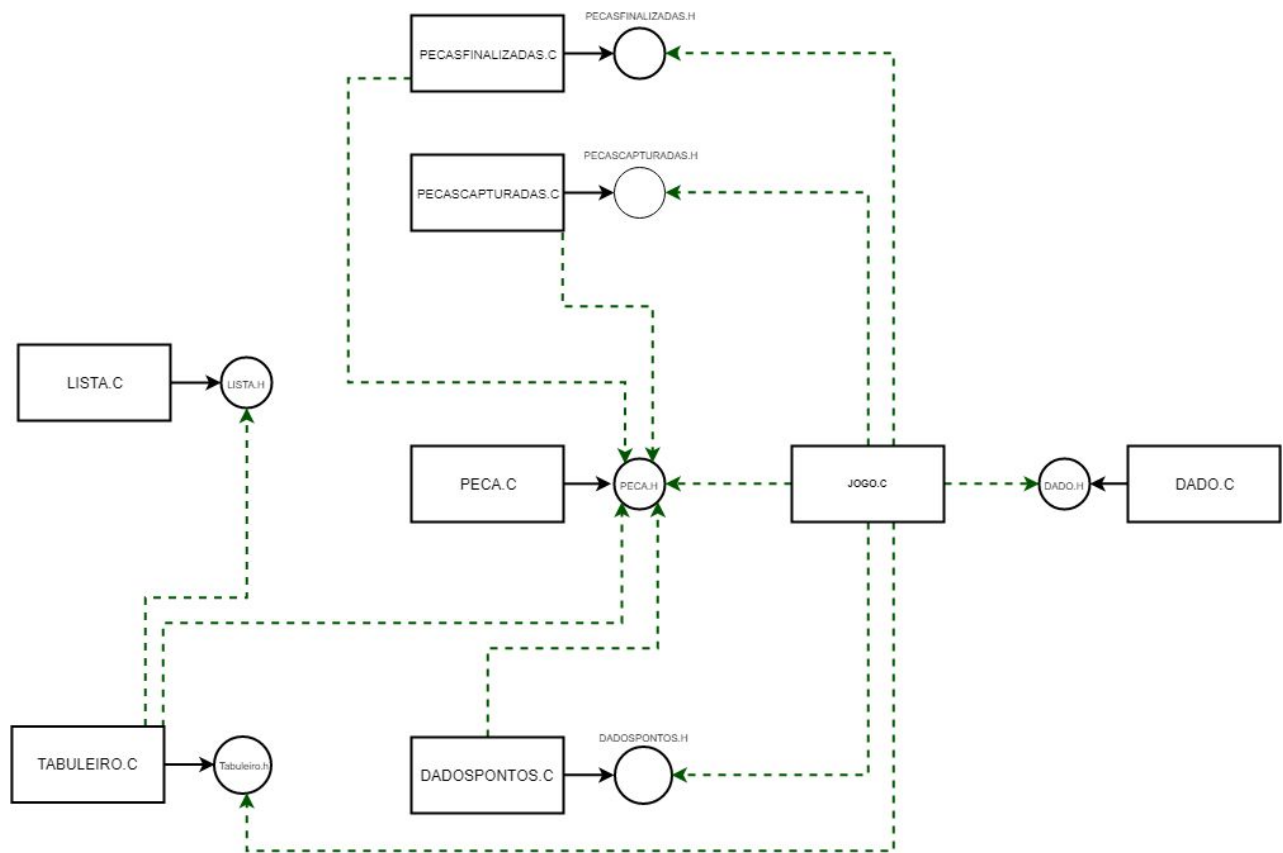 PECASFINALIZADAS.H
PECASFINALIZADAS.C
PECASCAPTURADAS.H
PECASCAPTURADAS.C
LISTA.C
LISTA.H
PECA.C
PECA.H
JOGO.C
DADO.H
DADO.C
TABULEIRO.C
Tabuleiro.h
DADOSPONTOS.C
DADOSPONTOS.H